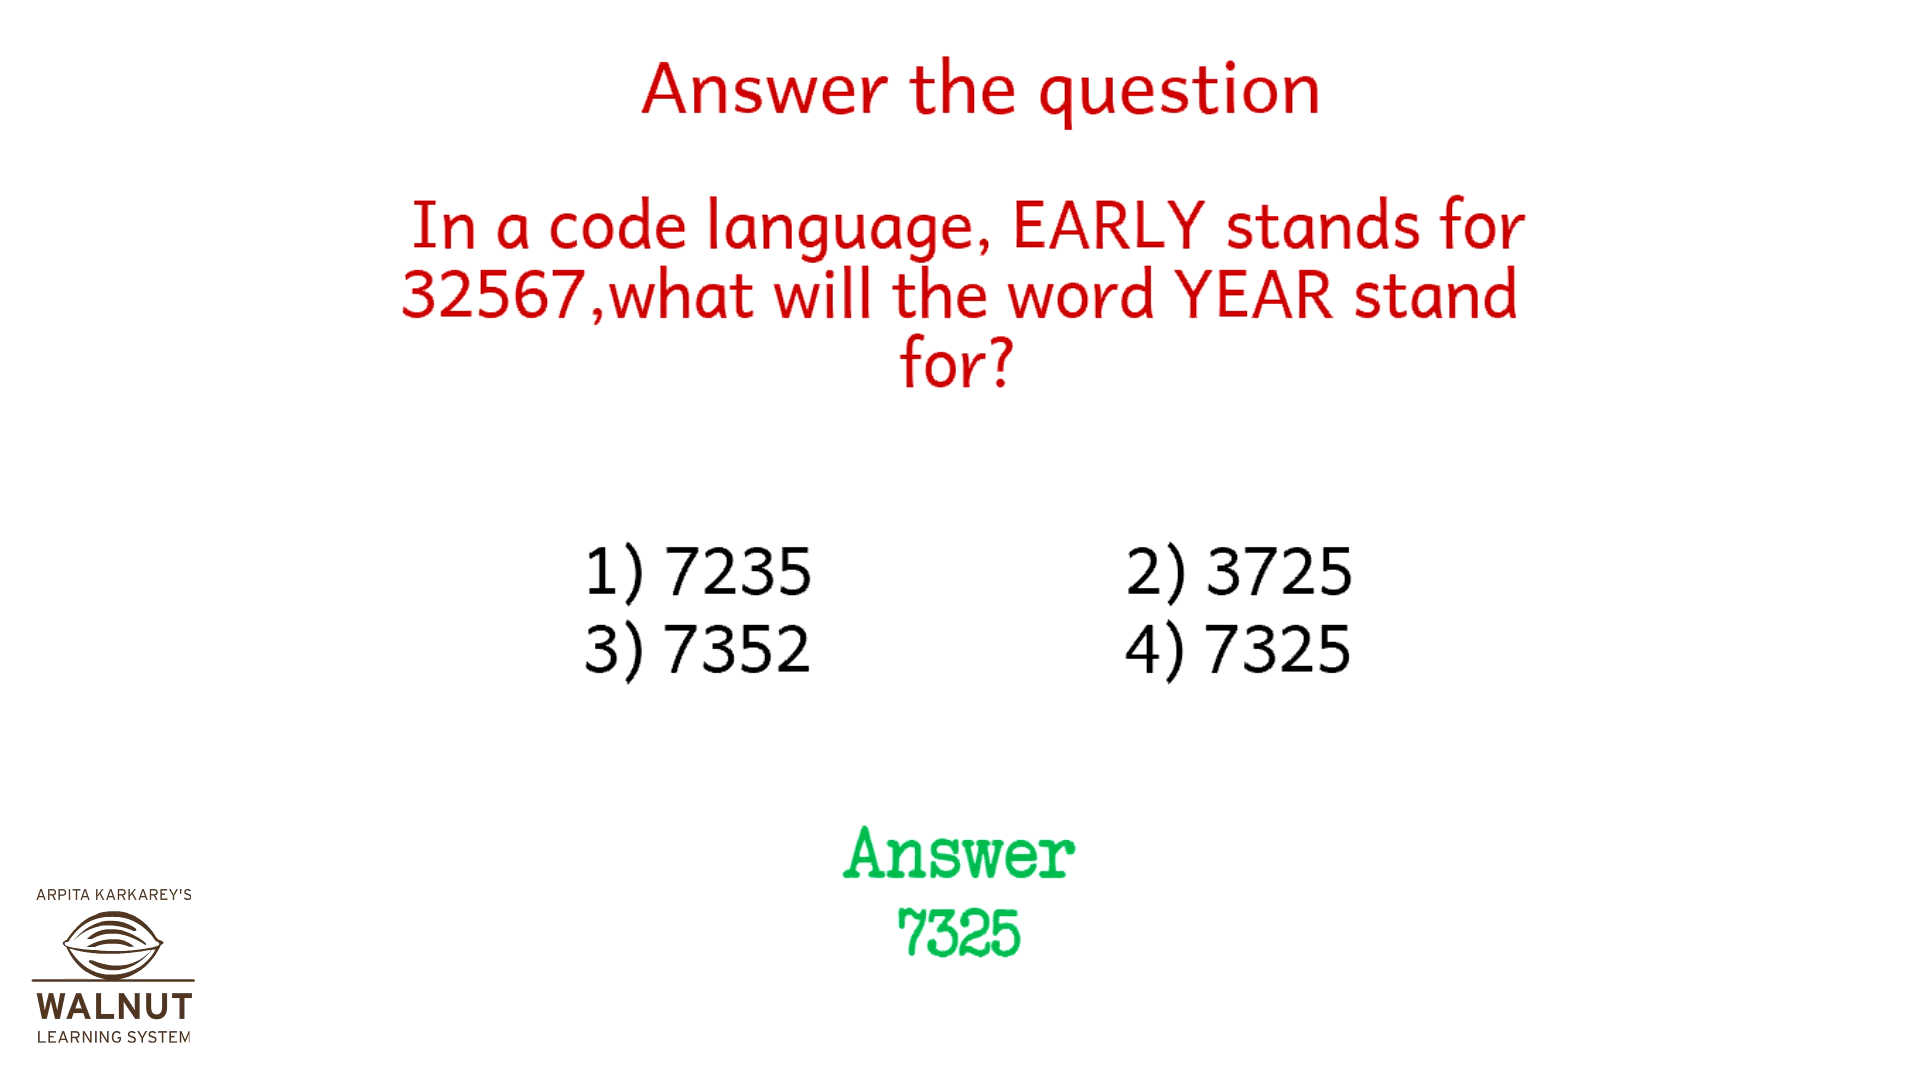 Answer the question
In a code language, EARLY stands for
32567,what will the word YEAR stand
for?
1) 7235 2) 3725
3) 7352 4) 7325
Answer
7325
ARPITA KARKAREY'S
WALNUT
LEARNING SYSTEM